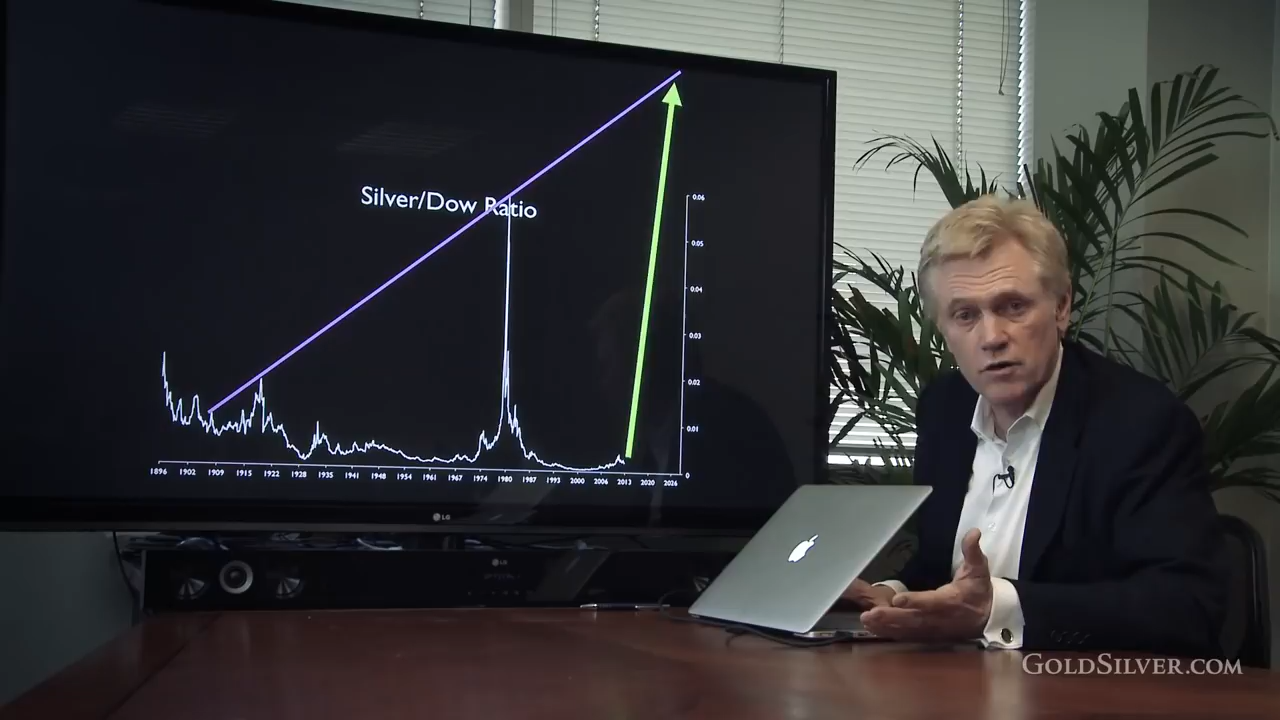 Silver/Dow Ratio
0.06
0.05
0.04
0.03
0.02
0.01
0
1896 1902 1909 1915 1922 1928 1935 1941 1948 1954 1961 1967 1974 1980 1987 1993 2000 2006 2013 2020 2026
LG
LG
GOLDSILVER.COM